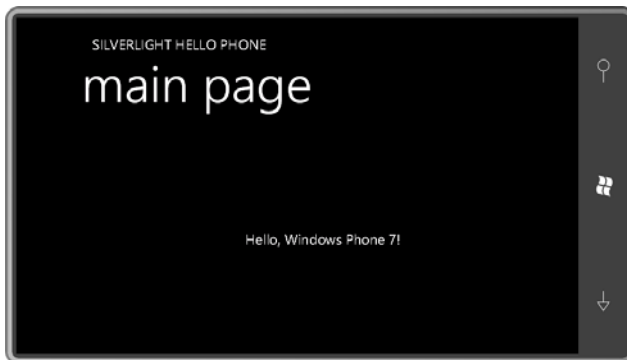 SILVERLIGHT HELLO PHONE
main page
Hello, Windows Phone 7!